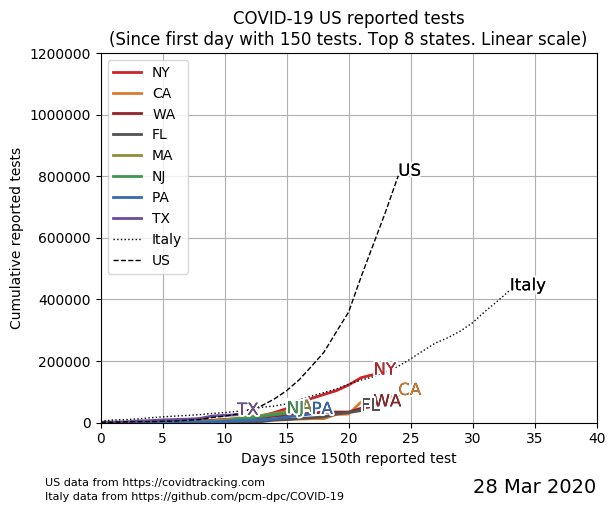 COVID-19 US reported tests
(Since first day with 150 tests. Top 8 states. Linear scale)
1200000
1000000
800000
600000
400000
200000
0
Cumulative reported tests
NY
CA
WA
FL
MA
NJ
PA
TX
Italy
US
US
Italy
NY
CA
WA
FL
PA
NJ
TX
0 5 10 15 20 25 30 35 40
Days since 150th reported test
US data from https://covidtracking.com
Italy data from https://github.com/pcm-dpc/COVID-19
28 Mar 2020